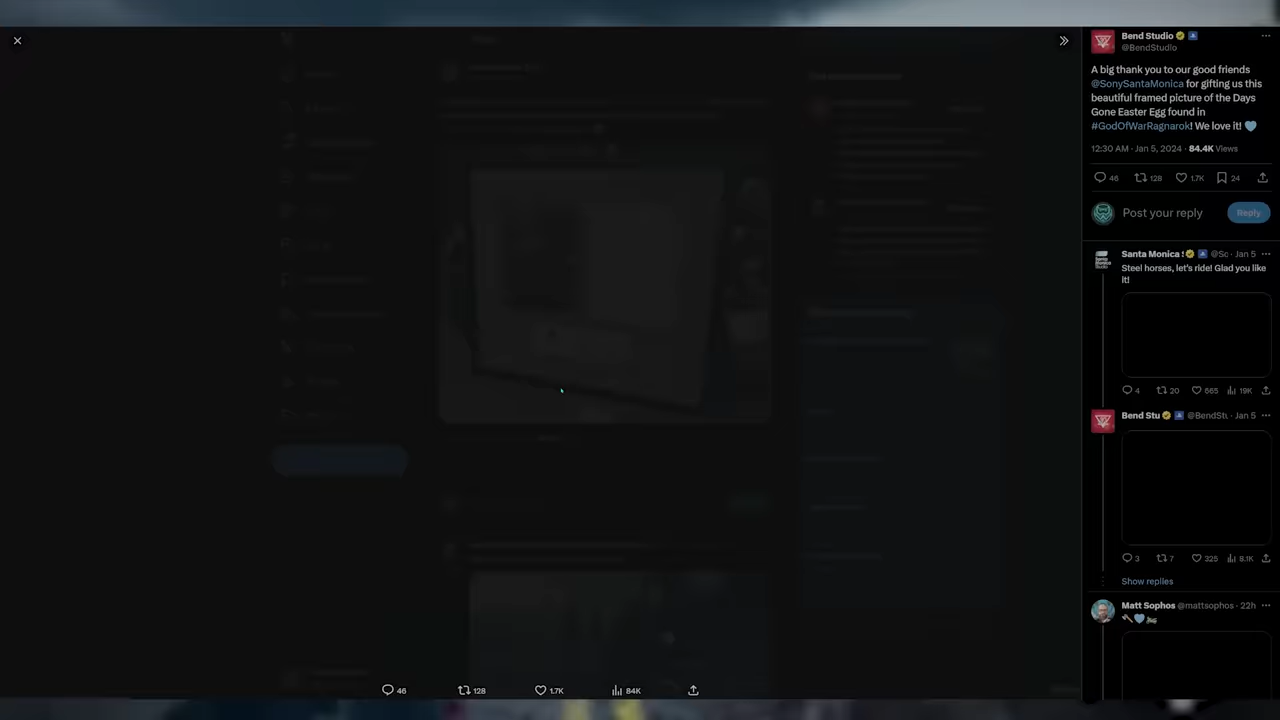 Bend Studio
@BendStudio
A big thank you to our good friends
@SonySantaMonica for gifting us this
beautiful framed picture of the Days
Gone Easter Egg found in
#GodOfWarRagnarok! We love it! 💙
12:30 AM · Jan 5, 2024 · 84.4K Views
46 128 1.7K 24
Post your reply Reply
Santa Monica @Sc · Jan 5
Steel horses, let's ride! Glad you like
it!
4 20 665 19K
Bend Stu @BendStu · Jan 5
3 7 325 9.1K
Show replies
Matt Sophos @mattsophos · 22h
46 128 1.7K 84K